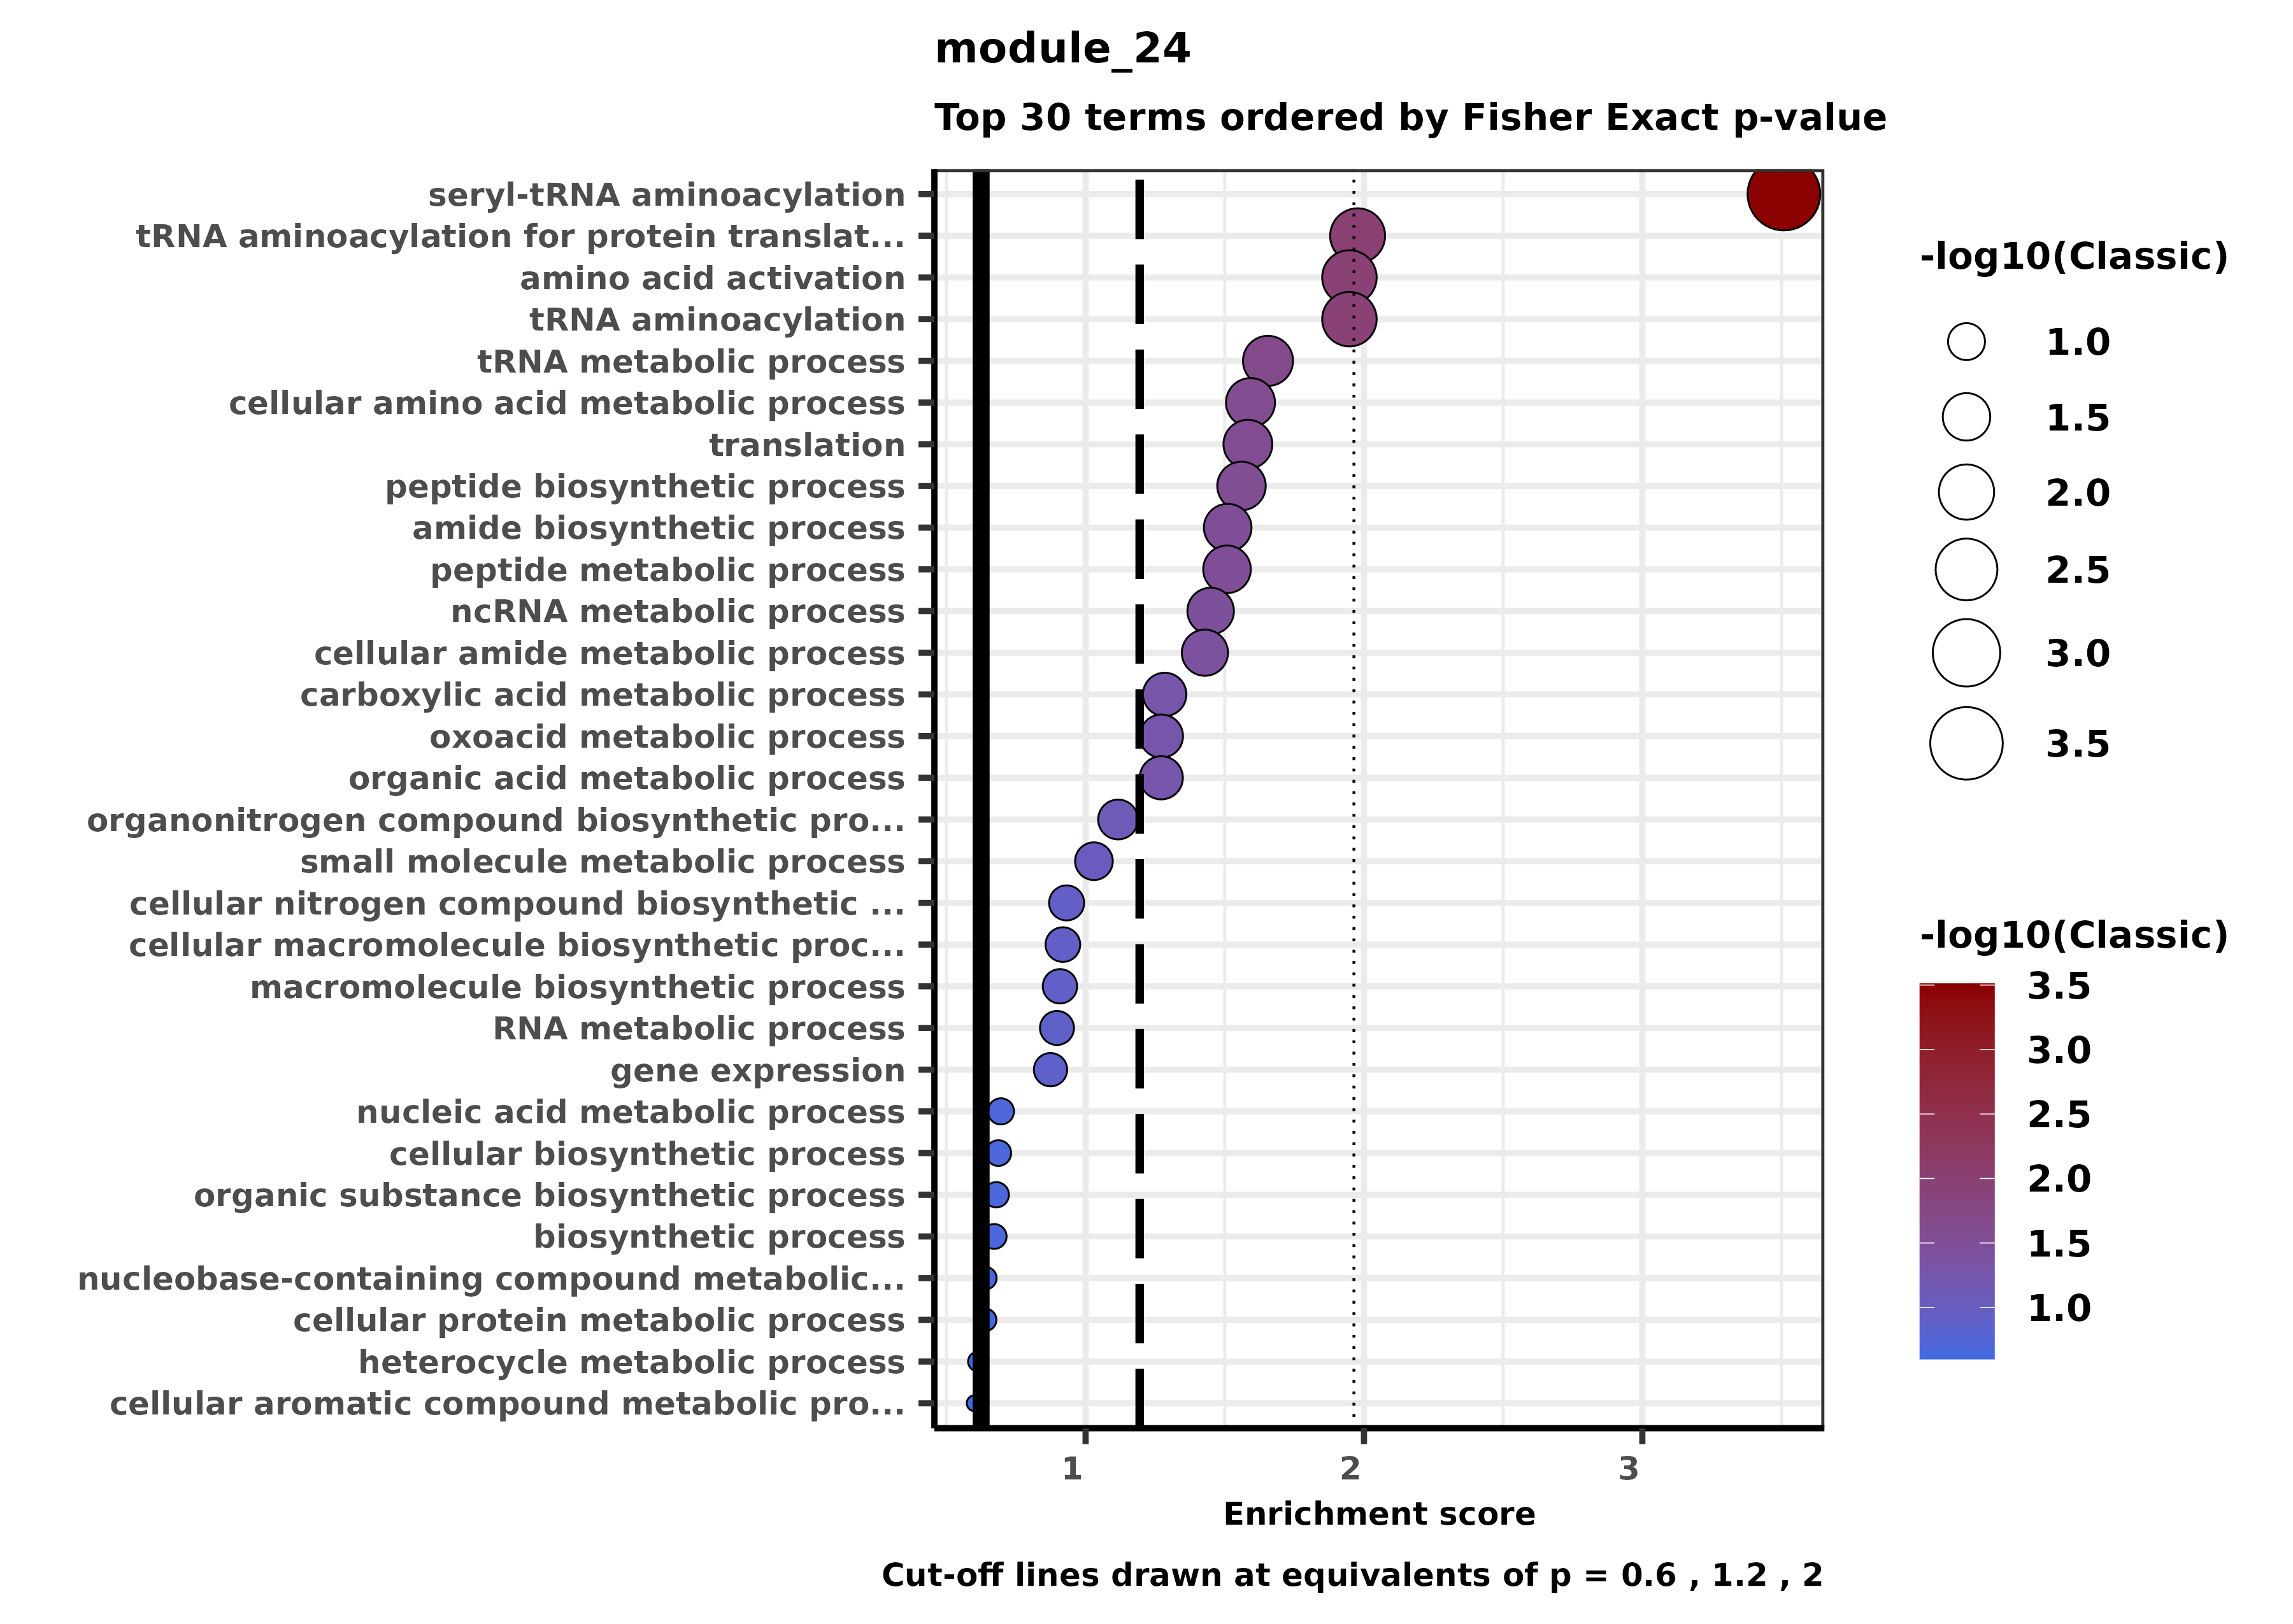 module_24
Top 30 terms ordered by Fisher Exact p-value
seryl-tRNA aminoacylation
tRNA aminoacylation for protein translat...
amino acid activation
tRNA aminoacylation
tRNA metabolic process
cellular amino acid metabolic process
translation
peptide biosynthetic process
amide biosynthetic process
peptide metabolic process
ncRNA metabolic process
cellular amide metabolic process
carboxylic acid metabolic process
oxoacid metabolic process
organic acid metabolic process
organonitrogen compound biosynthetic pro...
small molecule metabolic process
cellular nitrogen compound biosynthetic ...
cellular macromolecule biosynthetic proc...
macromolecule biosynthetic process
RNA metabolic process
gene expression
nucleic acid metabolic process
cellular biosynthetic process
organic substance biosynthetic process
biosynthetic process
nucleobase-containing compound metabolic...
cellular protein metabolic process
heterocycle metabolic process
cellular aromatic compound metabolic pro...
1 2 3
Enrichment score
Cut-off lines drawn at equivalents of p = 0.6 , 1.2 , 2
-log10(Classic)
1.0
1.5
2.0
2.5
3.0
3.5
-log10(Classic)
3.5
3.0
2.5
2.0
1.5
1.0